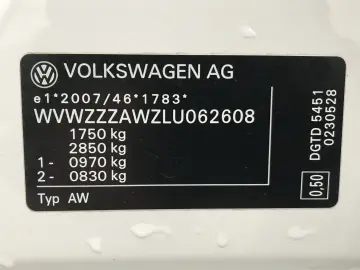 VOLKSWAGEN AG
e1*2007/46*1783*
WVWZZZAWZLU062608
1750 kg
2850 kg
1- 0970 kg
2- 0830 kg
Typ AW
DGTD 5451
0230528
0,50